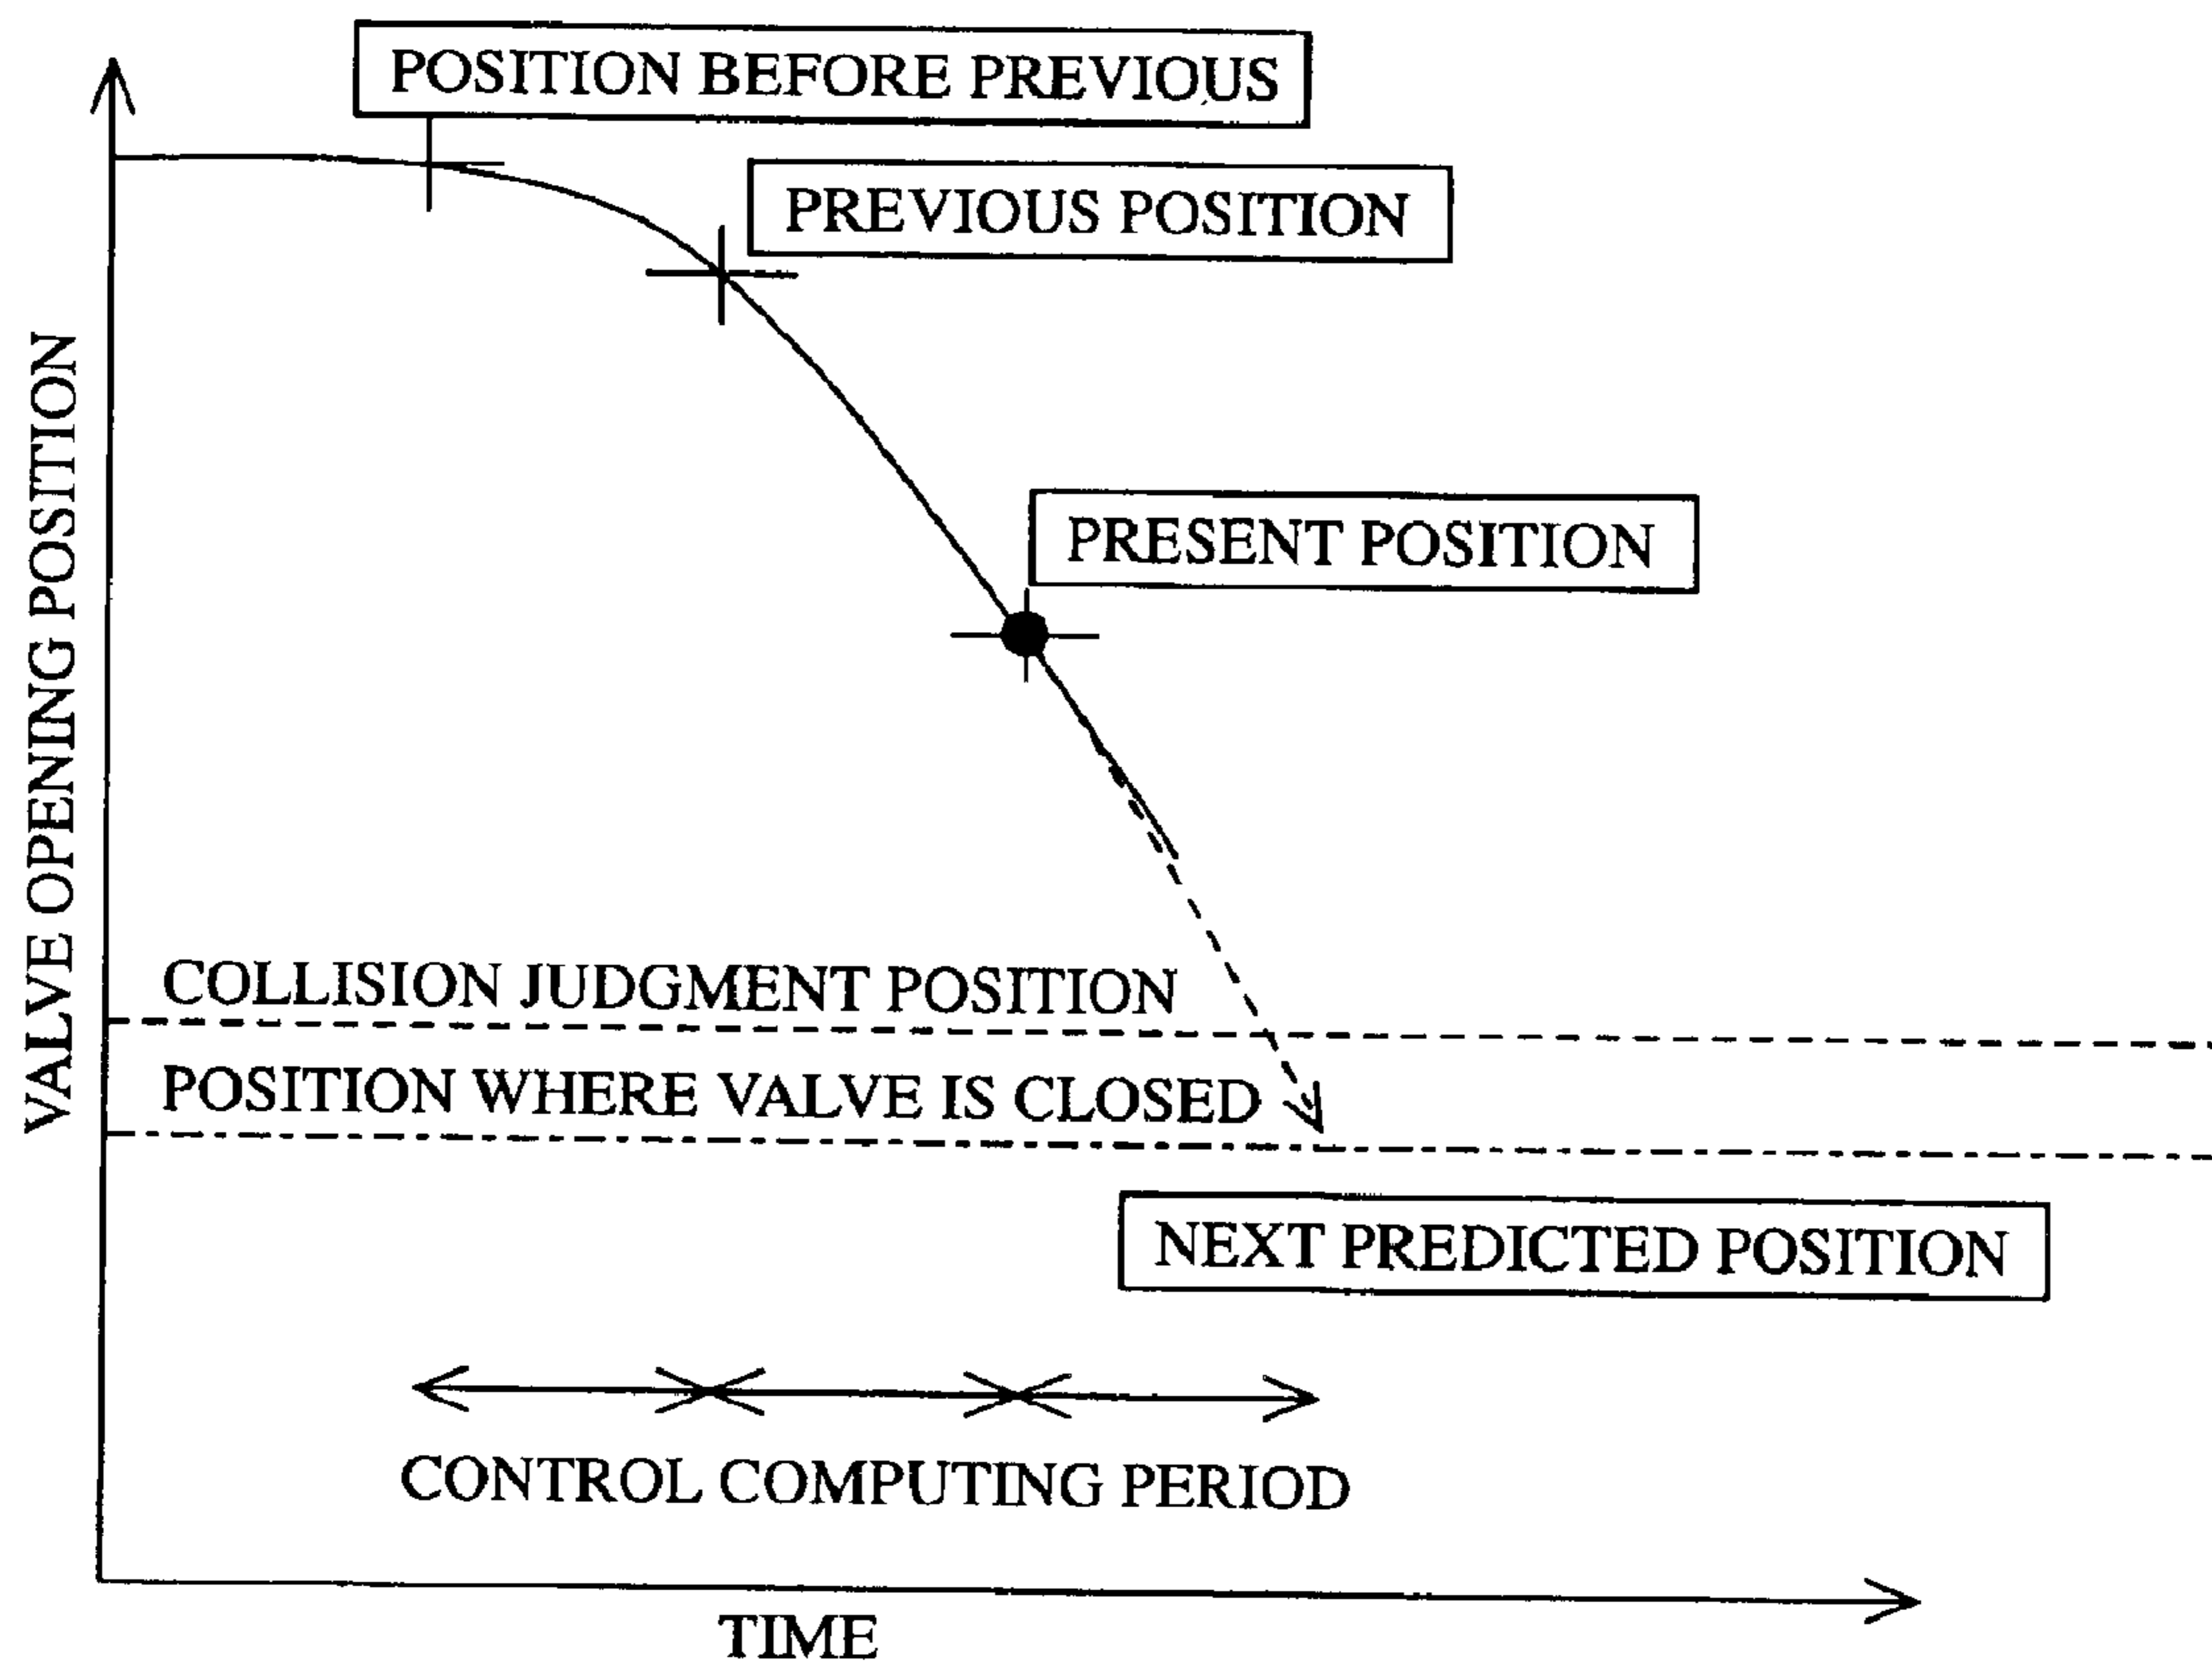 POSITION BEFORE PREVIOUS
PREVIOUS POSITION
PRESENT POSITION
VALVE OPENING POSITION
COLLISION JUDGMENT POSITION
POSITION WHERE VALVE IS CLOSED
NEXT PREDICTED POSITION
CONTROL COMPUTING PERIOD
TIME